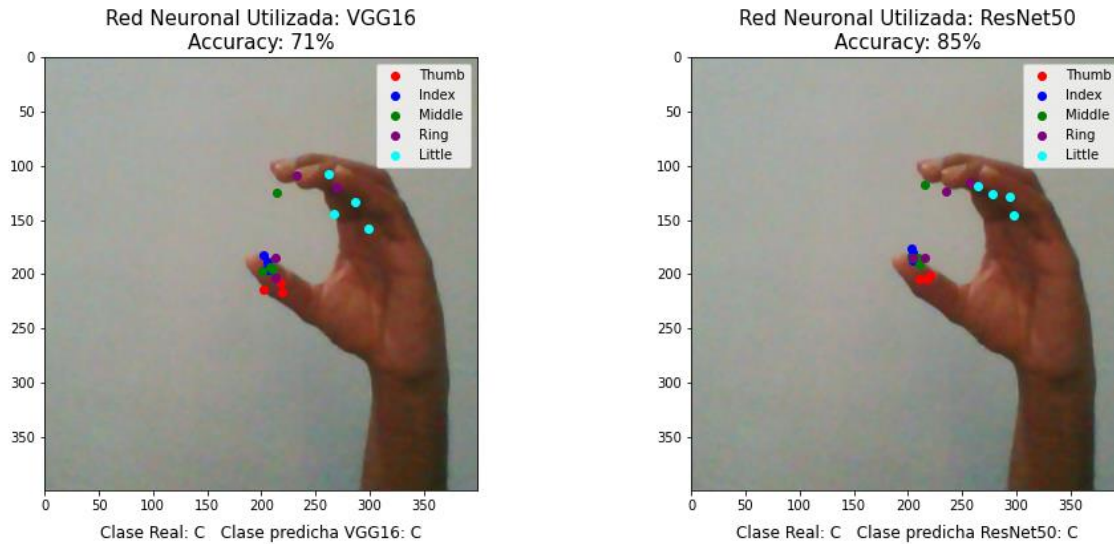 Red Neuronal Utilizada: VGG16
Accuracy: 71%
0
50
100
150
200
250
300
350
0 50 100 150 200 250 300 350
Thumb
Index
Middle
Ring
Little
Clase Real: C Clase predicha VGG16: C
Red Neuronal Utilizada: ResNet50
Accuracy: 85%
0
50
100
150
200
250
300
350
0 50 100 150 200 250 300 350
Thumb
Index
Middle
Ring
Little
Clase Real: C Clase predicha ResNet50: C